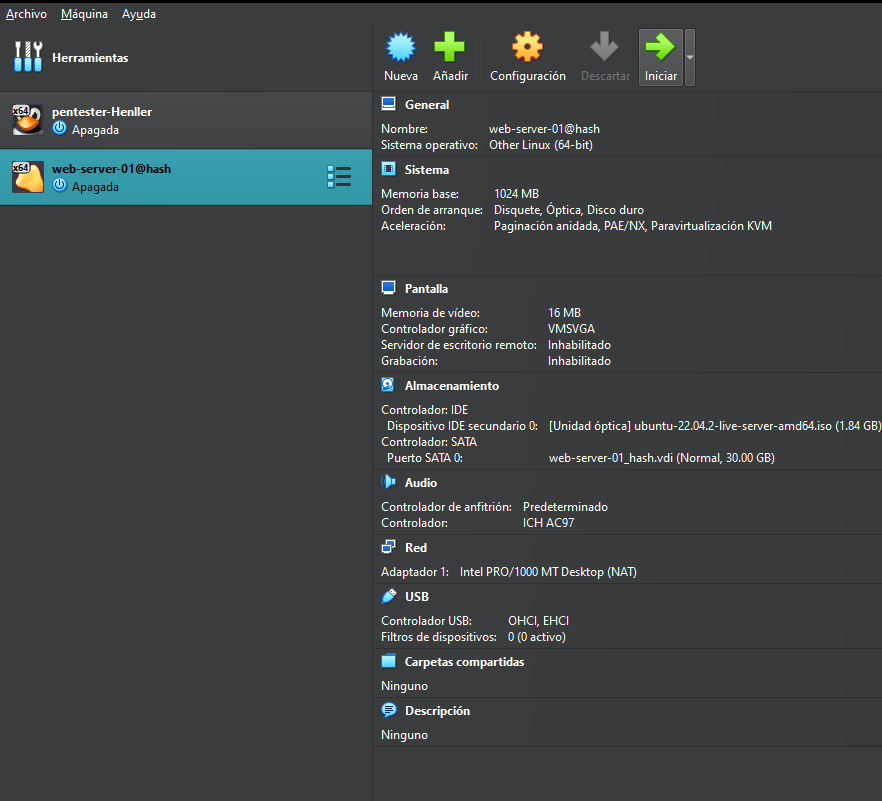 Archivo Máquina Ayuda
Herramientas
x64 pentester-Henller
Apagada
x64 web-server-01@hash
Apagada
Nueva Añadir Configuración Descartar Iniciar
General
Nombre: web-server-01@hash
Sistema operativo: Other Linux (64-bit)
Sistema
Memoria base: 1024 MB
Orden de arranque: Disquete, Óptica, Disco duro
Aceleración: Paginación anidada, PAE/NX, Paravirtualización KVM
Pantalla
Memoria de vídeo: 16 MB
Controlador gráfico: VMSVGA
Servidor de escritorio remoto: Inhabilitado
Grabación: Inhabilitado
Almacenamiento
Controlador: IDE
Dispositivo IDE secundario 0: [Unidad óptica] ubuntu-22.04.2-live-server-amd64.iso (1.84 GB)
Controlador: SATA
Puerto SATA 0: web-server-01_hash.vdi (Normal, 30.00 GB)
Audio
Controlador de anfitrión: Predeterminado
Controlador: ICH AC97
Red
Adaptador 1: Intel PRO/1000 MT Desktop (NAT)
USB
Controlador USB: OHCI, EHCI
Filtros de dispositivos: 0 (0 activo)
Carpetas compartidas
Ninguno
Descripción
Ninguno